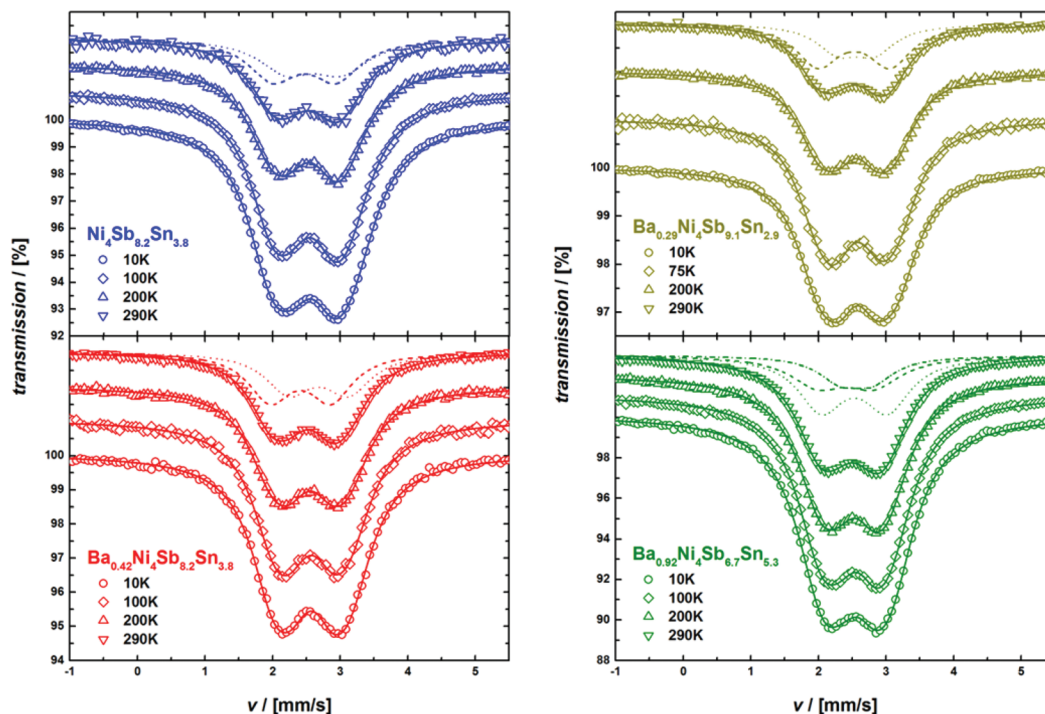 transmission / [%]
100
99
98
97
96
95
94
93
92
Ni4Sb8.2Sn3.8
10K
100K
200K
290K
100
99
98
97
96
95
94
Ba0.42Ni4Sb8.2Sn3.8
10K
100K
200K
290K
-1 0 1 2 3 4 5
v / [mm/s]
transmission / [%]
100
99
98
97
Ba0.29Ni4Sb9.1Sn2.9
10K
75K
200K
290K
98
96
94
92
90
88
Ba0.92Ni4Sb6.7Sn5.3
10K
100K
200K
290K
-1 0 1 2 3 4 5
v / [mm/s]